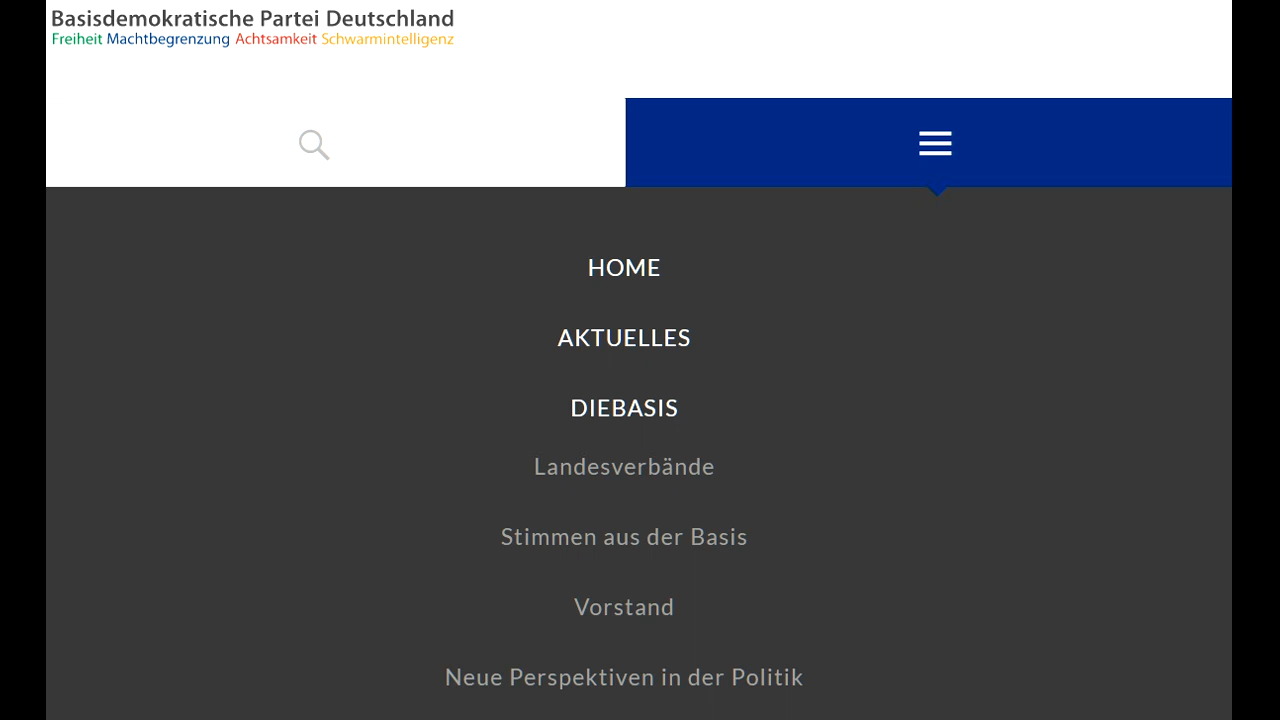 Basisdemokratische Partei Deutschland
Freiheit Machtbegrenzung Achtsamkeit Schwarmintelligenz
HOME
AKTUELLES
DIEBASIS
Landesverbände
Stimmen aus der Basis
Vorstand
Neue Perspektiven in der Politik